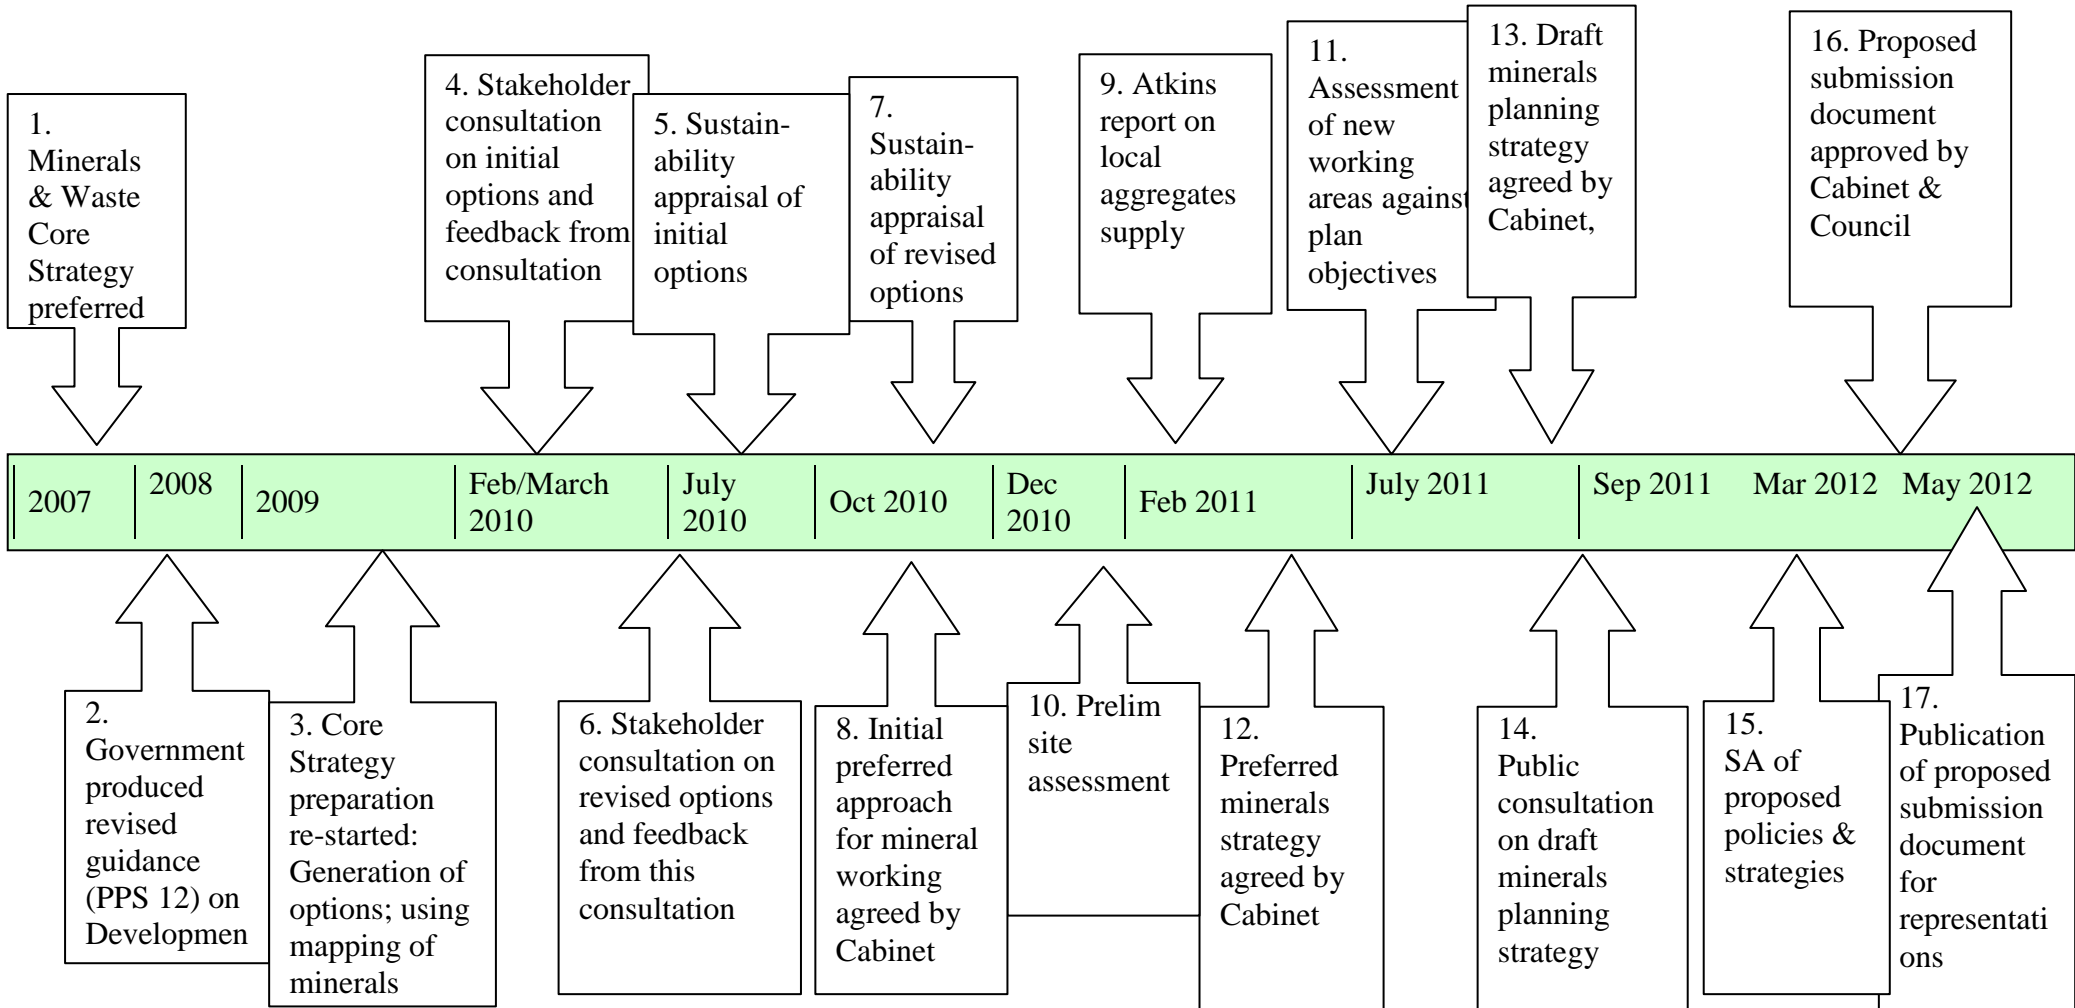 1.
Minerals
& Waste
Core
Strategy
preferred
4. Stakeholder
consultation
on initial
options and
feedback from
consultation
5. Sustain-
ability
appraisal of
initial
options
7.
Sustain-
ability
appraisal
of revised
options
9. Atkins
report on
local
aggregates
supply
11.
Assessment
of new
working
areas against
plan
objectives
13. Draft
minerals
planning
strategy
agreed by
Cabinet,
16. Proposed
submission
document
approved by
Cabinet &
Council
2007
2008
2009
Feb/March
2010
July
2010
Oct 2010
Dec
2010
Feb 2011
July 2011
Sep 2011
Mar 2012
May 2012
2.
Government
produced
revised
guidance
(PPS 12) on
Developmen
3. Core
Strategy
preparation
re-started:
Generation of
options; using
mapping of
minerals
6. Stakeholder
consultation on
revised options
and feedback
from this
consultation
8. Initial
preferred
approach
for mineral
working
agreed by
Cabinet
10. Prelim
site
assessment
12.
Preferred
minerals
strategy
agreed by
Cabinet
14.
Public
consultation
on draft
minerals
planning
strategy
15.
SA of
proposed
policies &
strategies
17.
Publication
of proposed
submission
document
for
representati
ons